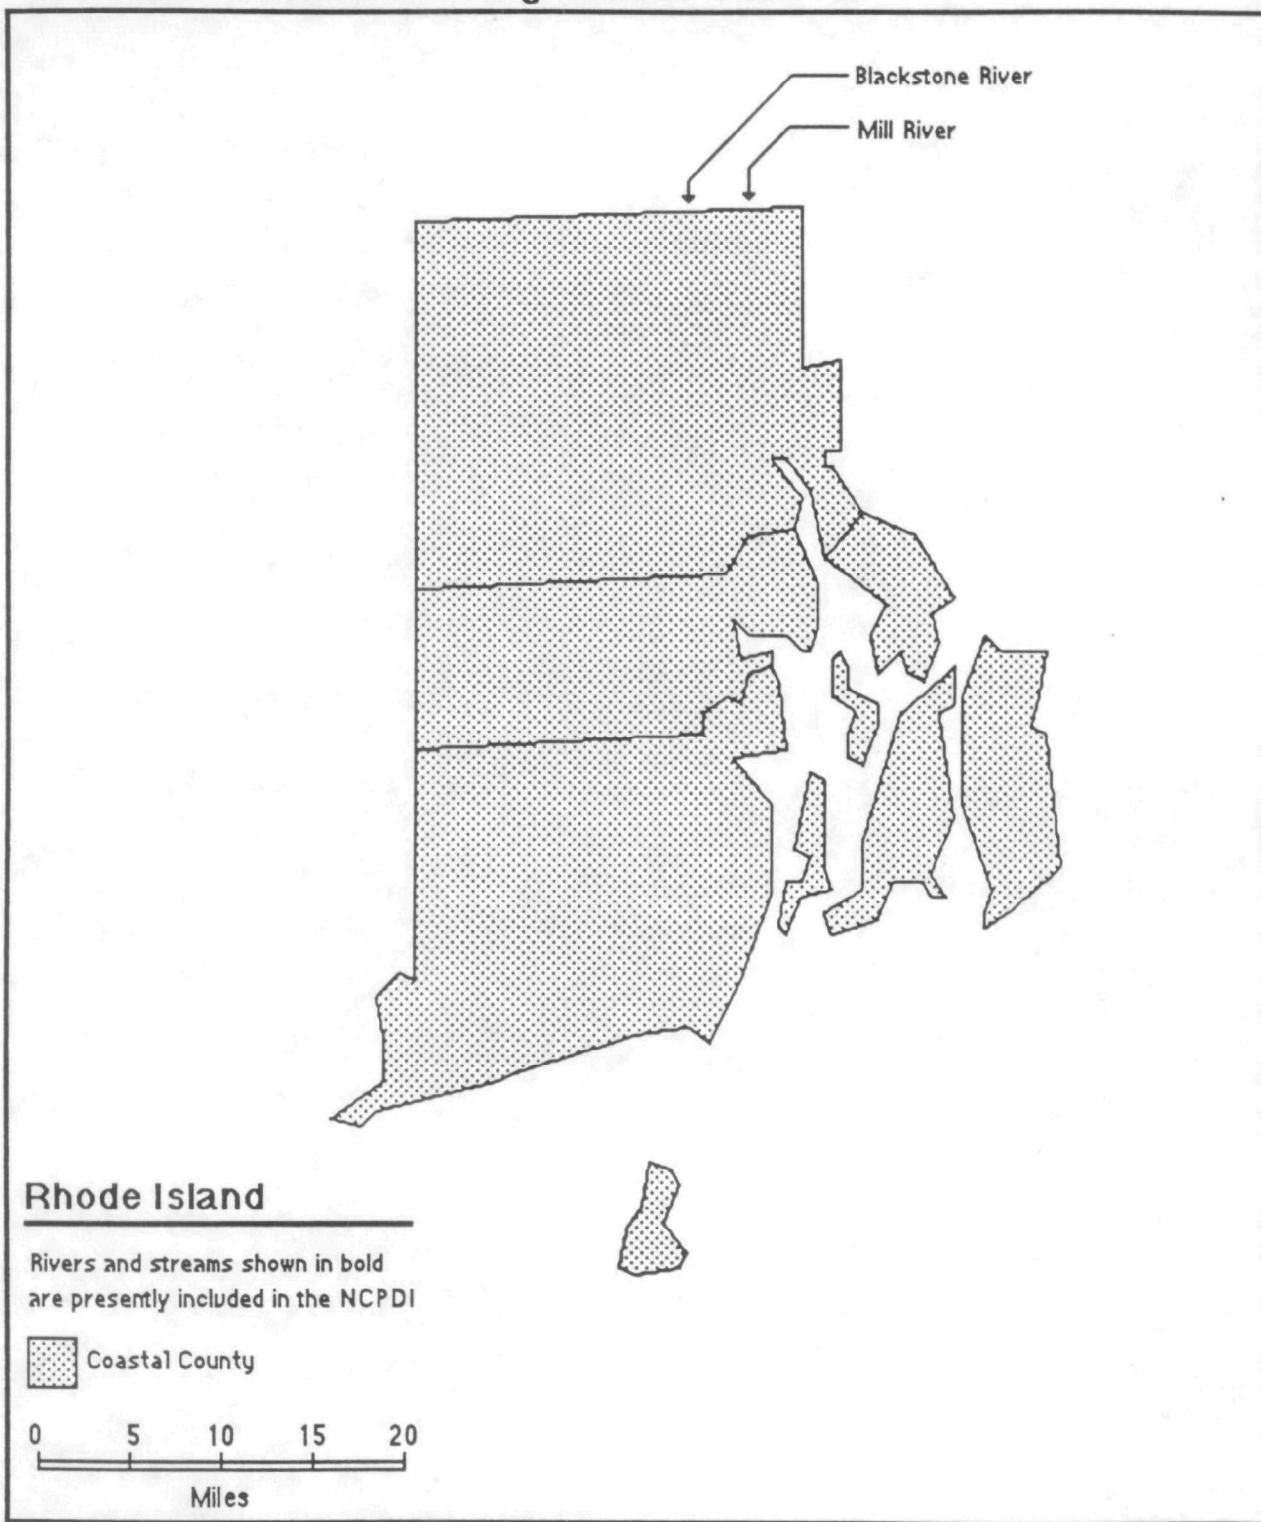 Blackstone River
Mill River
Rhode Island
Rivers and streams shown in bold
are presently included in the NCPDI
Coastal County
0 5 10 15 20
Miles